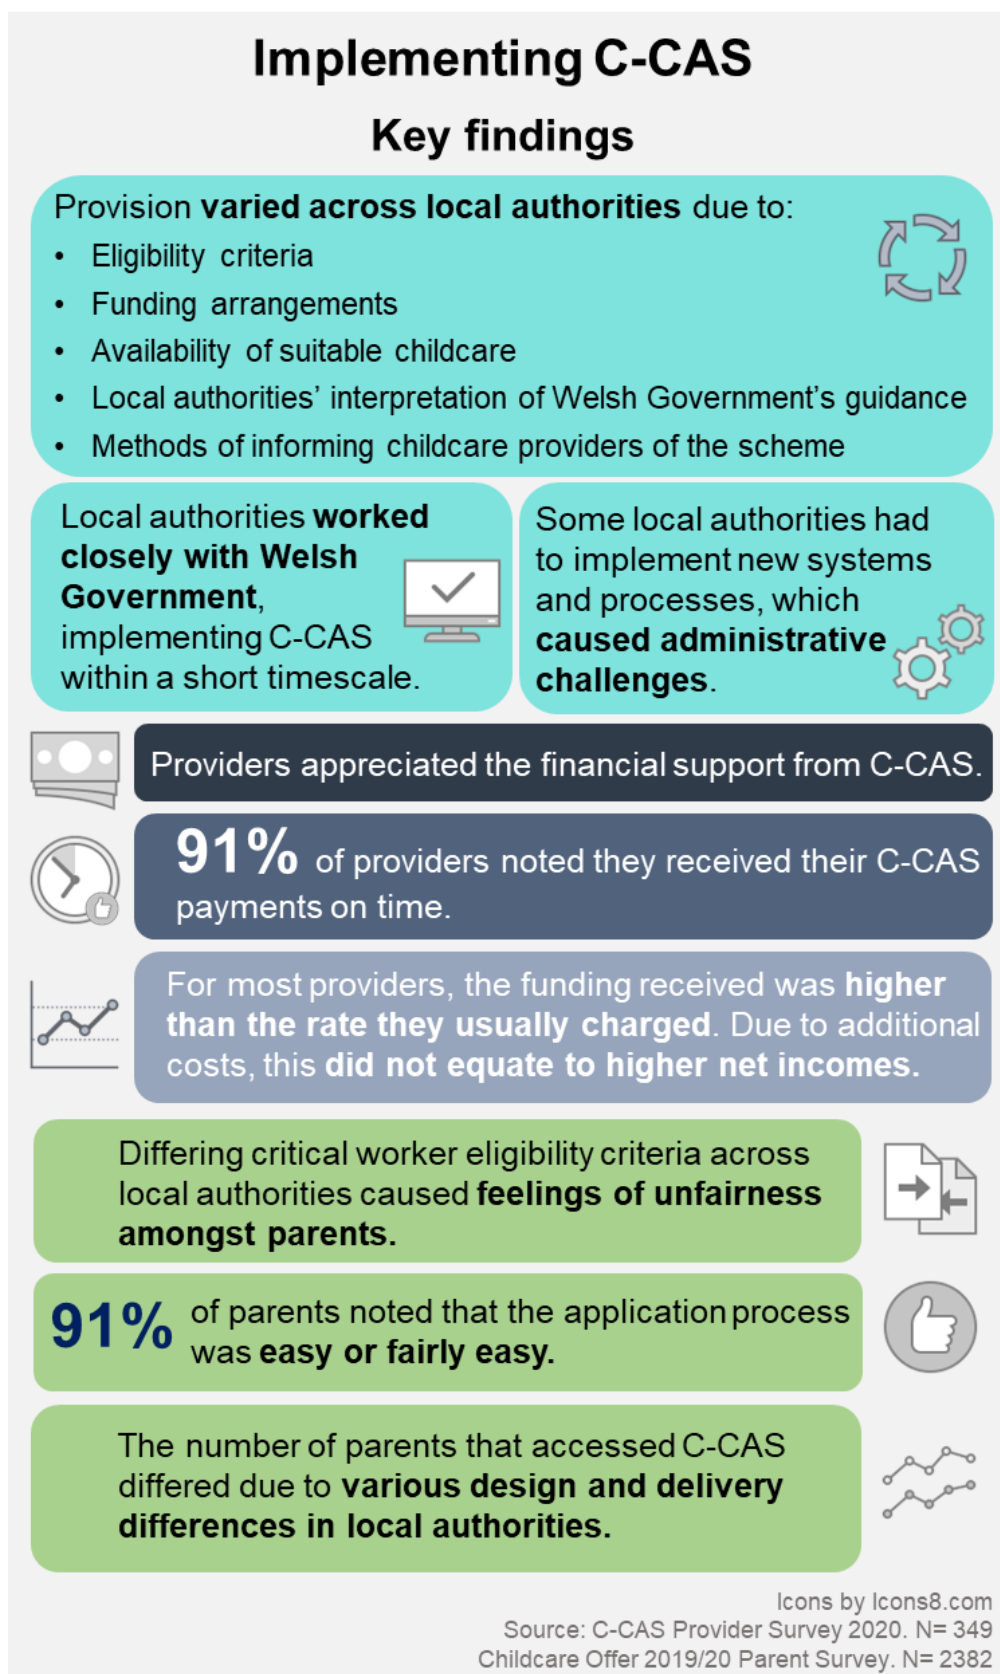 Implementing C-CAS
Key findings
Provision varied across local authorities due to:
• Eligibility criteria
• Funding arrangements
• Availability of suitable childcare
• Local authorities’ interpretation of Welsh Government’s guidance
• Methods of informing childcare providers of the scheme
Local authorities worked
closely with Welsh
Government,
implementing C-CAS
within a short timescale.
Some local authorities had
to implement new systems
and processes, which
caused administrative
challenges.
Providers appreciated the financial support from C-CAS.
91% of providers noted they received their C-CAS
payments on time.
For most providers, the funding received was higher
than the rate they usually charged. Due to additional
costs, this did not equate to higher net incomes.
Differing critical worker eligibility criteria across
local authorities caused feelings of unfairness
amongst parents.
91% of parents noted that the application process
was easy or fairly easy.
The number of parents that accessed C-CAS
differed due to various design and delivery
differences in local authorities.
Icons by Icons8.com
Source: C-CAS Provider Survey 2020. N= 349
Childcare Offer 2019/20 Parent Survey. N= 2382